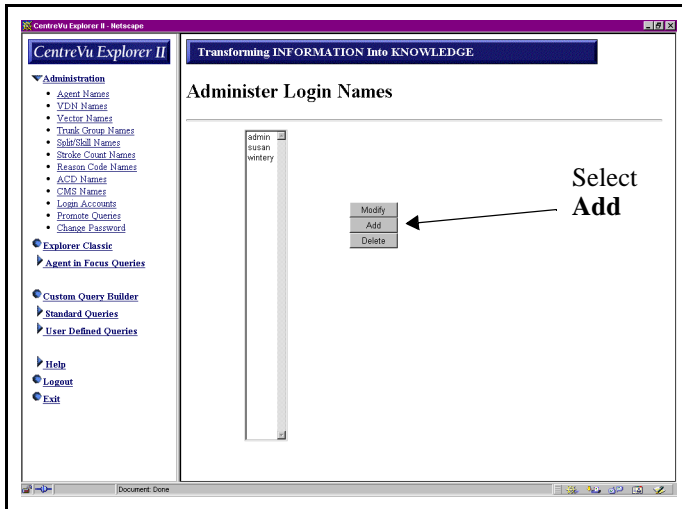 CentreVu Explorer II - Netscape
CentreVu Explorer II
Administration
Agent Names
VDN Names
Vector Names
Trunk Group Names
Split/Skill Names
Stroke Count Names
Reason Code Names
ACD Names
CMS Names
Login Accounts
Promote Queries
Change Password
Explorer Classic
Agent in Focus Queries
Custom Query Builder
Standard Queries
User Defined Queries
Help
Logout
Exit
Transforming INFORMATION Into KNOWLEDGE
Administer Login Names
admin
susan
wintery
Modify
Add
Delete
Select
Add
Document: Done